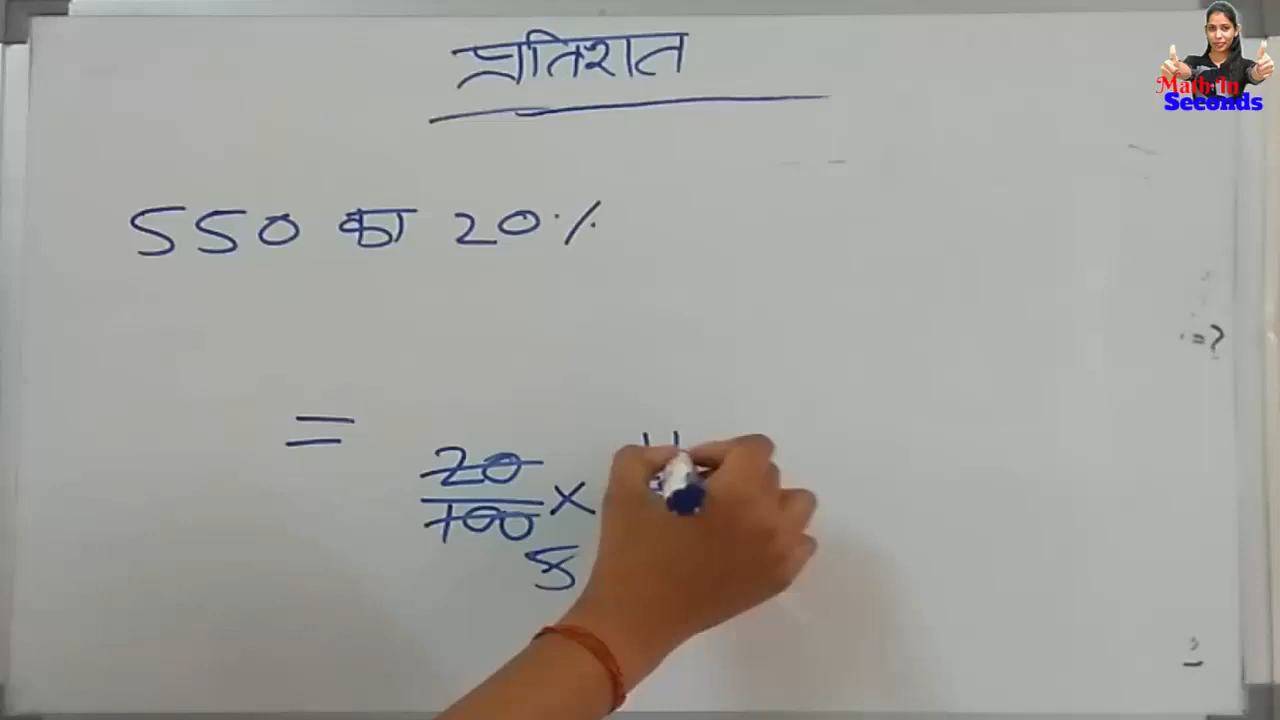 Math In
Seconds
प्रतिशत
550 का 20%
= ?
=
20
100 ×
5